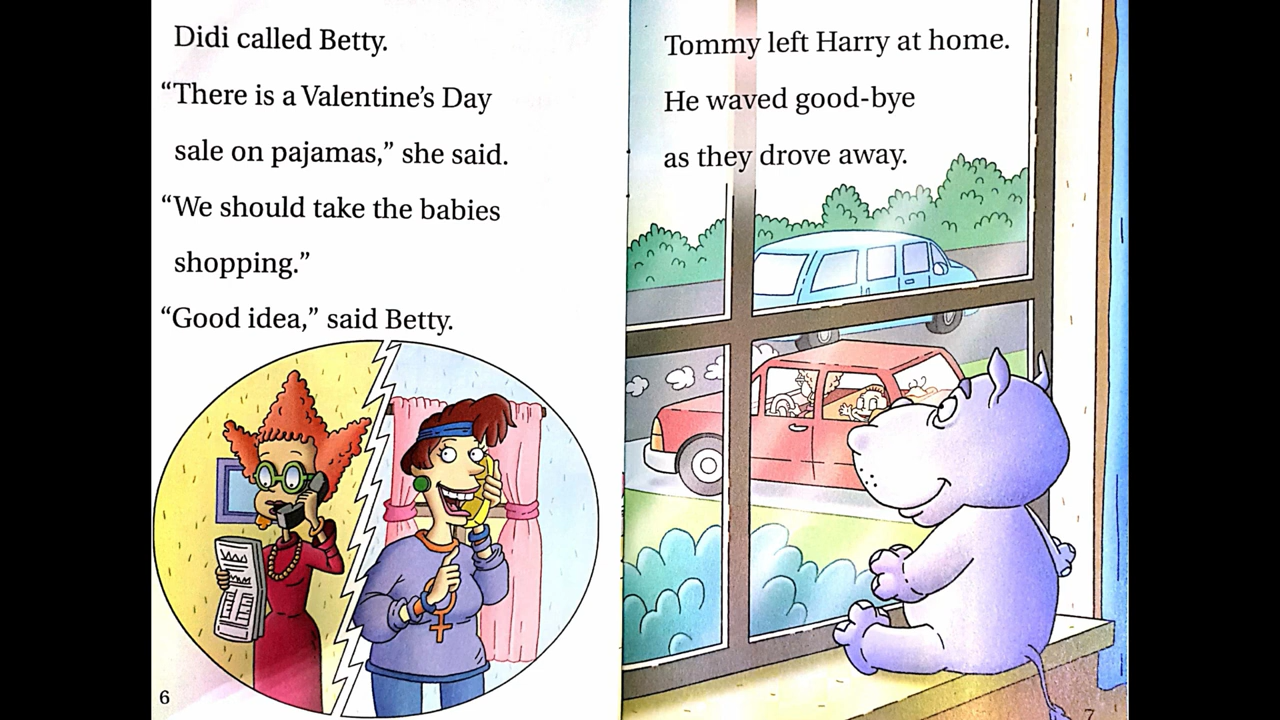 Didi called Betty.
“There is a Valentine’s Day
sale on pajamas,” she said.
“We should take the babies
shopping.”
“Good idea,” said Betty.
6
Tommy left Harry at home.
He waved good-bye
as they drove away.
7